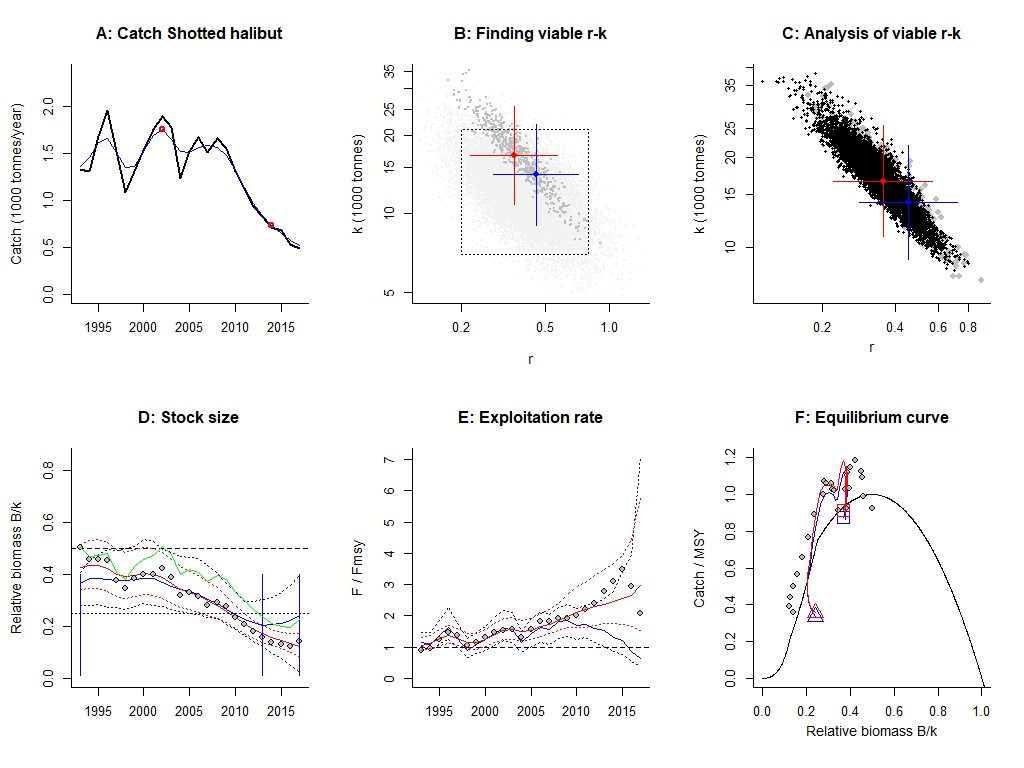 A: Catch Shotted halibut
Catch (1000 tonnes/year)
0.0 0.5 1.0 1.5 2.0
1995 2000 2005 2010 2015
B: Finding viable r-k
k (1000 tonnes)
5 10 15 20 25 35
0.2 0.5 1.0
r
C: Analysis of viable r-k
k (1000 tonnes)
10 15 20 25 35
0.2 0.4 0.6 0.8
r
D: Stock size
Relative biomass B/k
0.0 0.2 0.4 0.6 0.8
1995 2000 2005 2010 2015
E: Exploitation rate
F / Fmsy
0 1 2 3 4 5 6 7
1995 2000 2005 2010 2015
F: Equilibrium curve
Catch / MSY
0.0 0.2 0.4 0.6 0.8 1.0 1.2
0.0 0.2 0.4 0.6 0.8 1.0
Relative biomass B/k